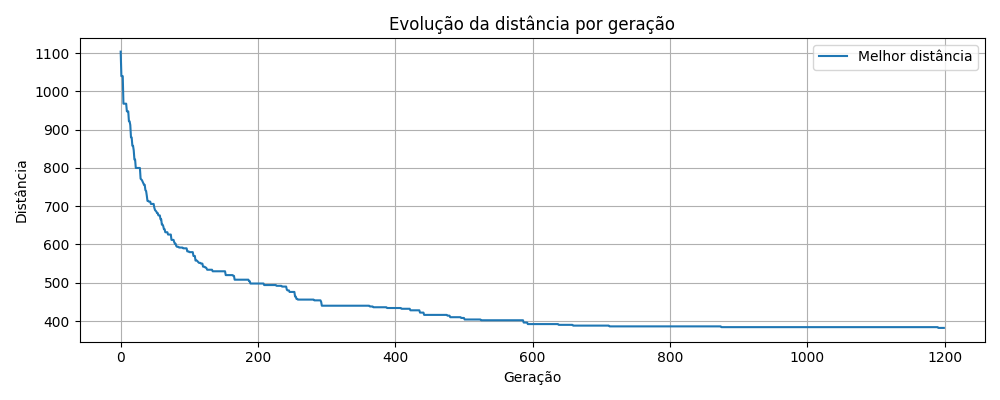 Evolução da distância por geração
Melhor distância
Distância
1100
1000
900
800
700
600
500
400
0 200 400 600 800 1000 1200
Geração